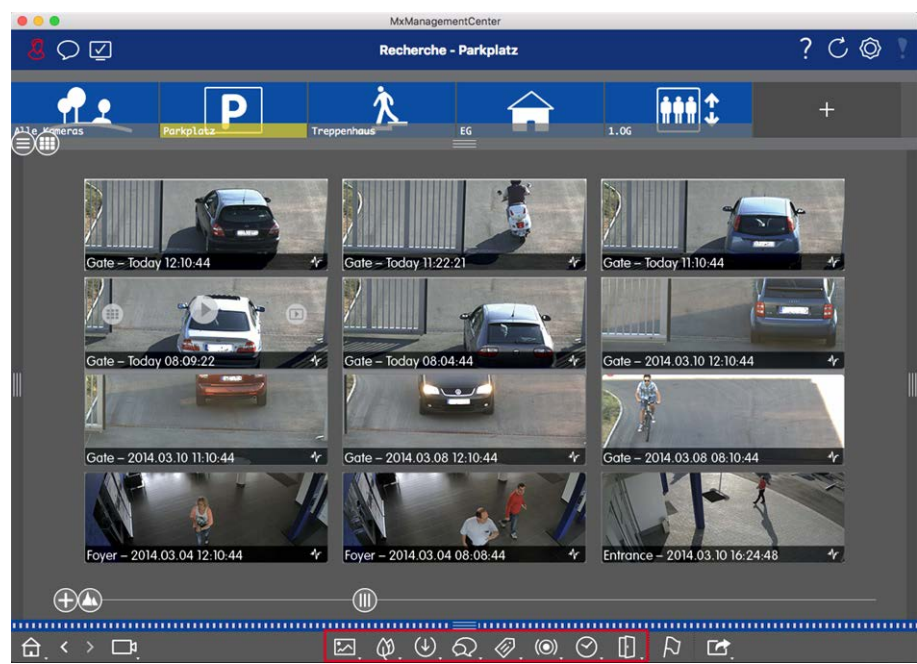 MxManagementCenter
Recherche - Parkplatz
?
P
Alle Kameras
Parkplatz
Treppenhaus
EG
1.OG
+
Gate – Today 12:10:44
Gate – Today 11:22:21
Gate – Today 11:10:44
Gate – Today 08:09:22
Gate – Today 08:04:44
Gate – 2014.03.10 12:10:44
Gate – 2014.03.10 11:10:44
Gate – 2014.03.08 12:10:44
Gate – 2014.03.08 08:10:44
Foyer – 2014.03.04 12:10:44
Foyer – 2014.03.04 08:08:44
Entrance – 2014.03.10 16:24:48